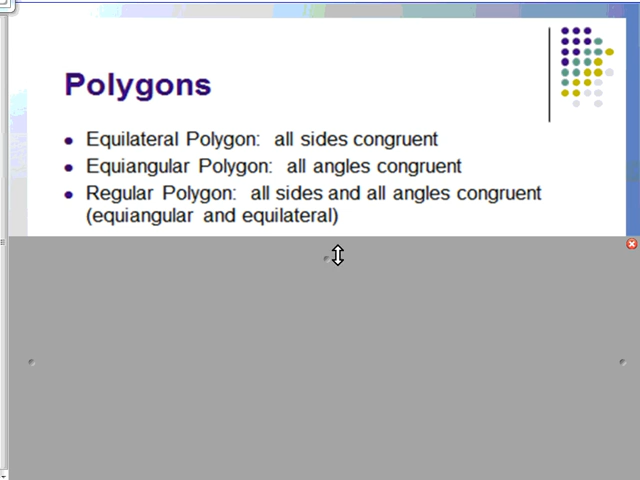 Polygons
Equilateral Polygon: all sides congruent
Equiangular Polygon: all angles congruent
Regular Polygon: all sides and all angles congruent
(equiangular and equilateral)